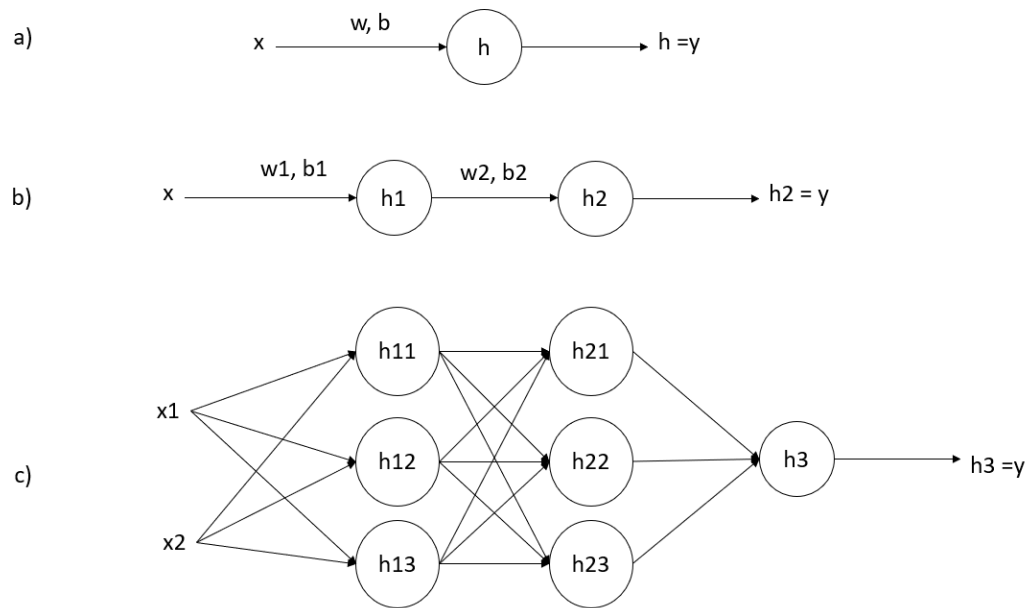 a)
x
w, b
h
h =y
b)
x
w1, b1
h1
w2, b2
h2
h2 = y
c)
x1
x2
h11
h12
h13
h21
h22
h23
h3
h3 =y